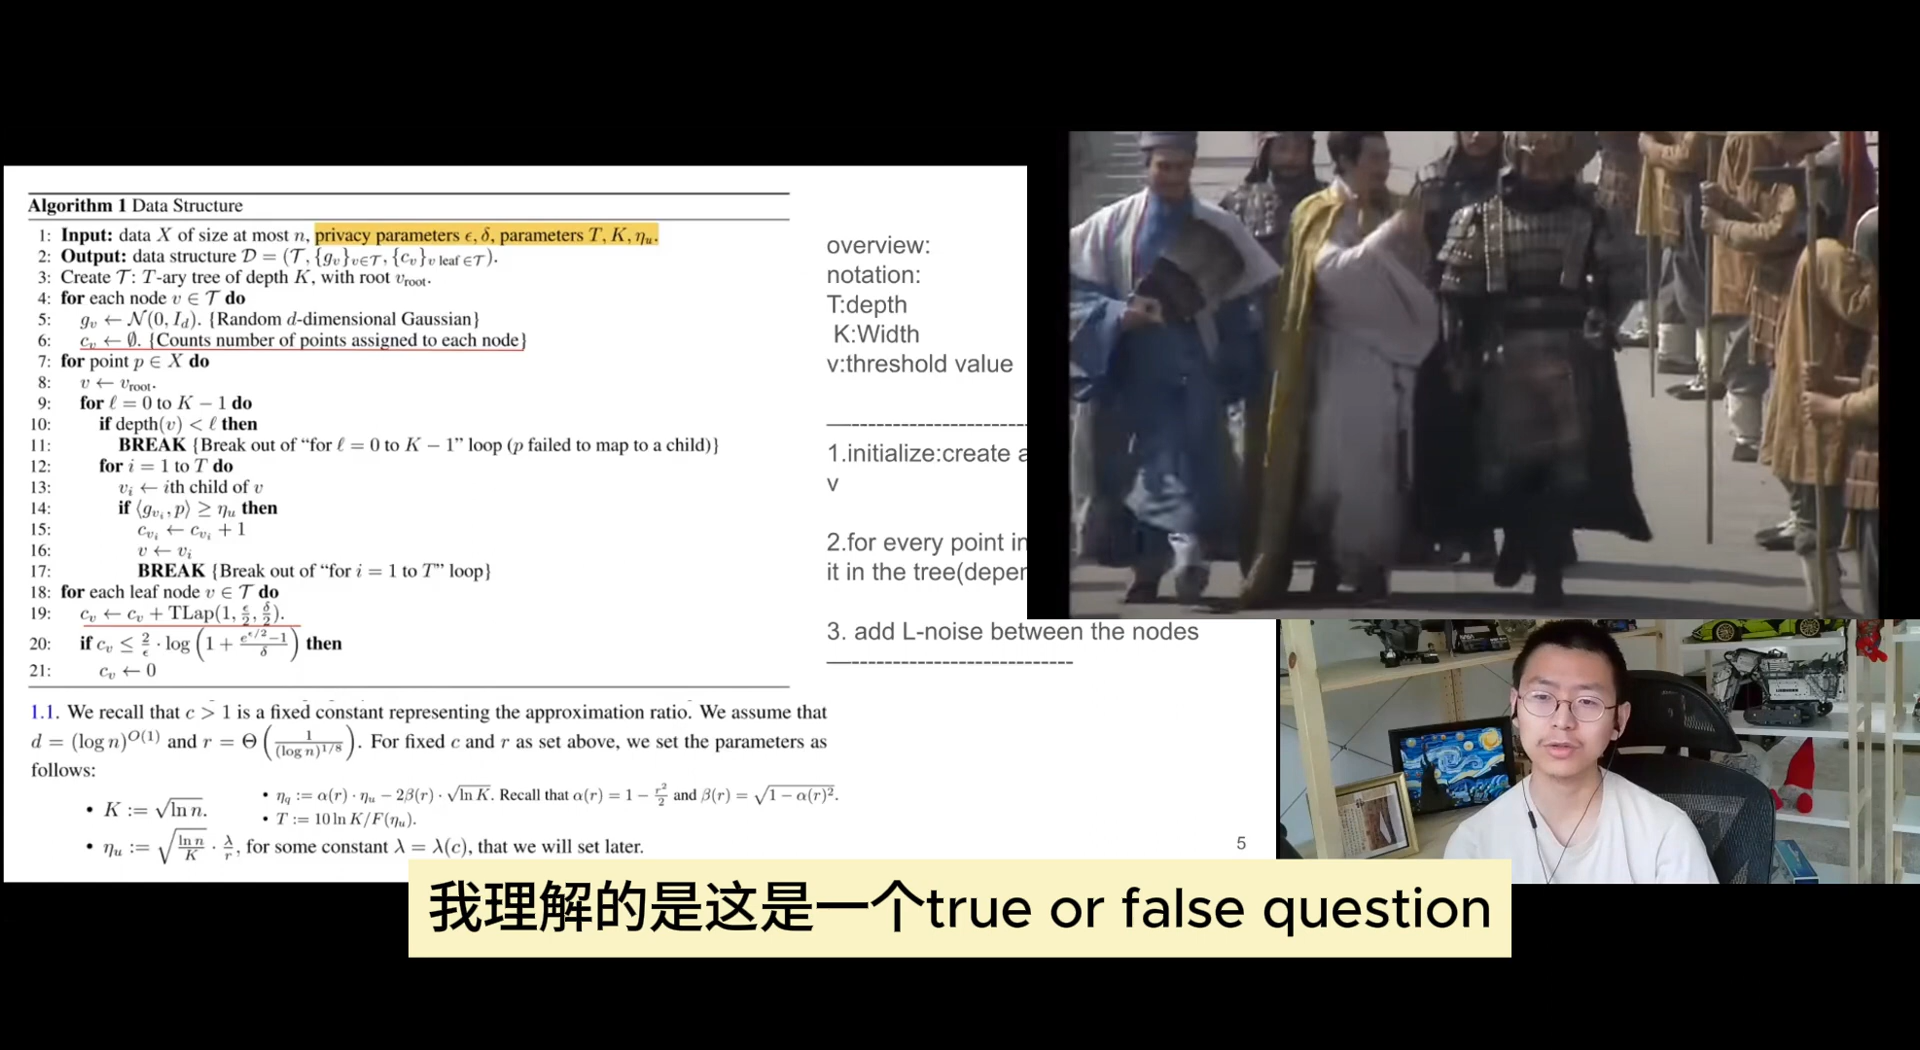 Algorithm 1 Data Structure
1: Input: data X of size at most n, privacy parameters ϵ, δ, parameters T, K, η_u.
2: Output: data structure D = (T, {g_v}_{v∈T}, {c_v}_{v leaf ∈T}).
3: Create T: T-ary tree of depth K, with root v_root.
4: for each node v ∈ T do
5: g_v ← N(0, I_d). {Random d-dimensional Gaussian}
6: c_v ← ∅. {Counts number of points assigned to each node}
7: for point p ∈ X do
8: v ← v_root.
9: for ℓ = 0 to K − 1 do
10: if depth(v) < ℓ then
11: BREAK {Break out of “for ℓ = 0 to K − 1” loop (p failed to map to a child)}
12: for i = 1 to T do
13: v_i ← ith child of v
14: if ⟨g_{v_i}, p⟩ ≥ η_u then
15: c_{v_i} ← c_{v_i} + 1
16: v ← v_i
17: BREAK {Break out of “for i = 1 to T” loop}
18: for each leaf node v ∈ T do
19: c_v ← c_v + TLap(1, ϵ/2, δ/2).
20: if c_v ≤ 2/ϵ · log(1 + (e^{ϵ/2}−1)/δ) then
21: c_v ← 0
1.1. We recall that c > 1 is a fixed constant representing the approximation ratio. We assume that
d = (log n)^{O(1)} and r = Θ(1/(log n)^{1/8}). For fixed c and r as set above, we set the parameters as
follows:
• K := √ln n.
• η_u := √(ln n/K) · λ/r, for some constant λ = λ(c), that we will set later.
• η_q := α(r) · η_u − 2β(r) · √ln K. Recall that α(r) = 1 − r²/2 and β(r) = √(1 − α(r)²).
• T := 10 ln K/F(η_u).
overview:
notation:
T:depth
K:Width
v:threshold value
1.initialize:create a
v
2.for every point in
it in the tree(depen
3. add L-noise between the nodes
5
我理解的是这是一个true or false question